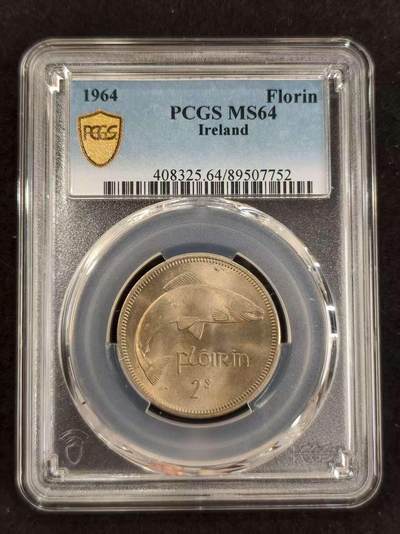 1964 Florin
PCGS MS64
Ireland
PCGS
408325.64/89507752
flóirín
2s